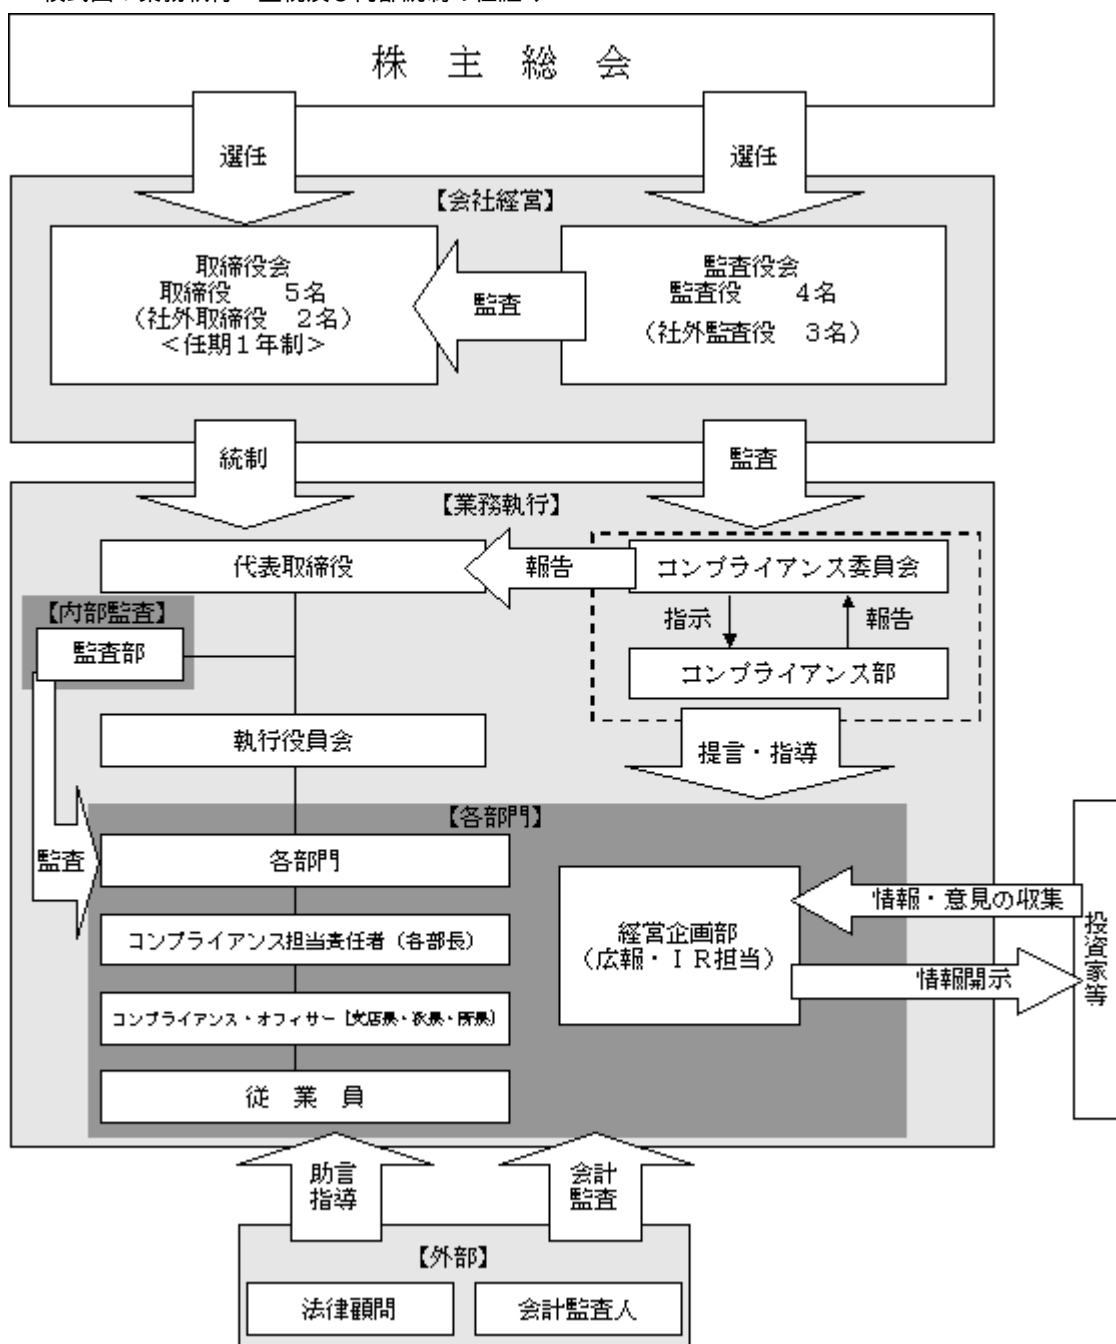 株主総会
選任
選任
【会社経営】
取締役会
取締役　５名
（社外取締役　２名）
＜任期１年制＞
監査
監査役会
監査役　４名
（社外監査役　３名）
統制
監査
【業務執行】
代表取締役
報告
コンプライアンス委員会
指示
報告
コンプライアンス部
【内部監査】
監査部
執行役員会
提言・指導
【各部門】
監査
各部門
コンプライアンス担当責任者（各部長）
コンプライアンス・オフィサー［支店長・次長・所長］
従業員
経営企画部
（広報・ＩＲ担当）
情報・意見の収集
情報開示
投資家等
助言
指導
会計
監査
【外部】
法律顧問
会計監査人